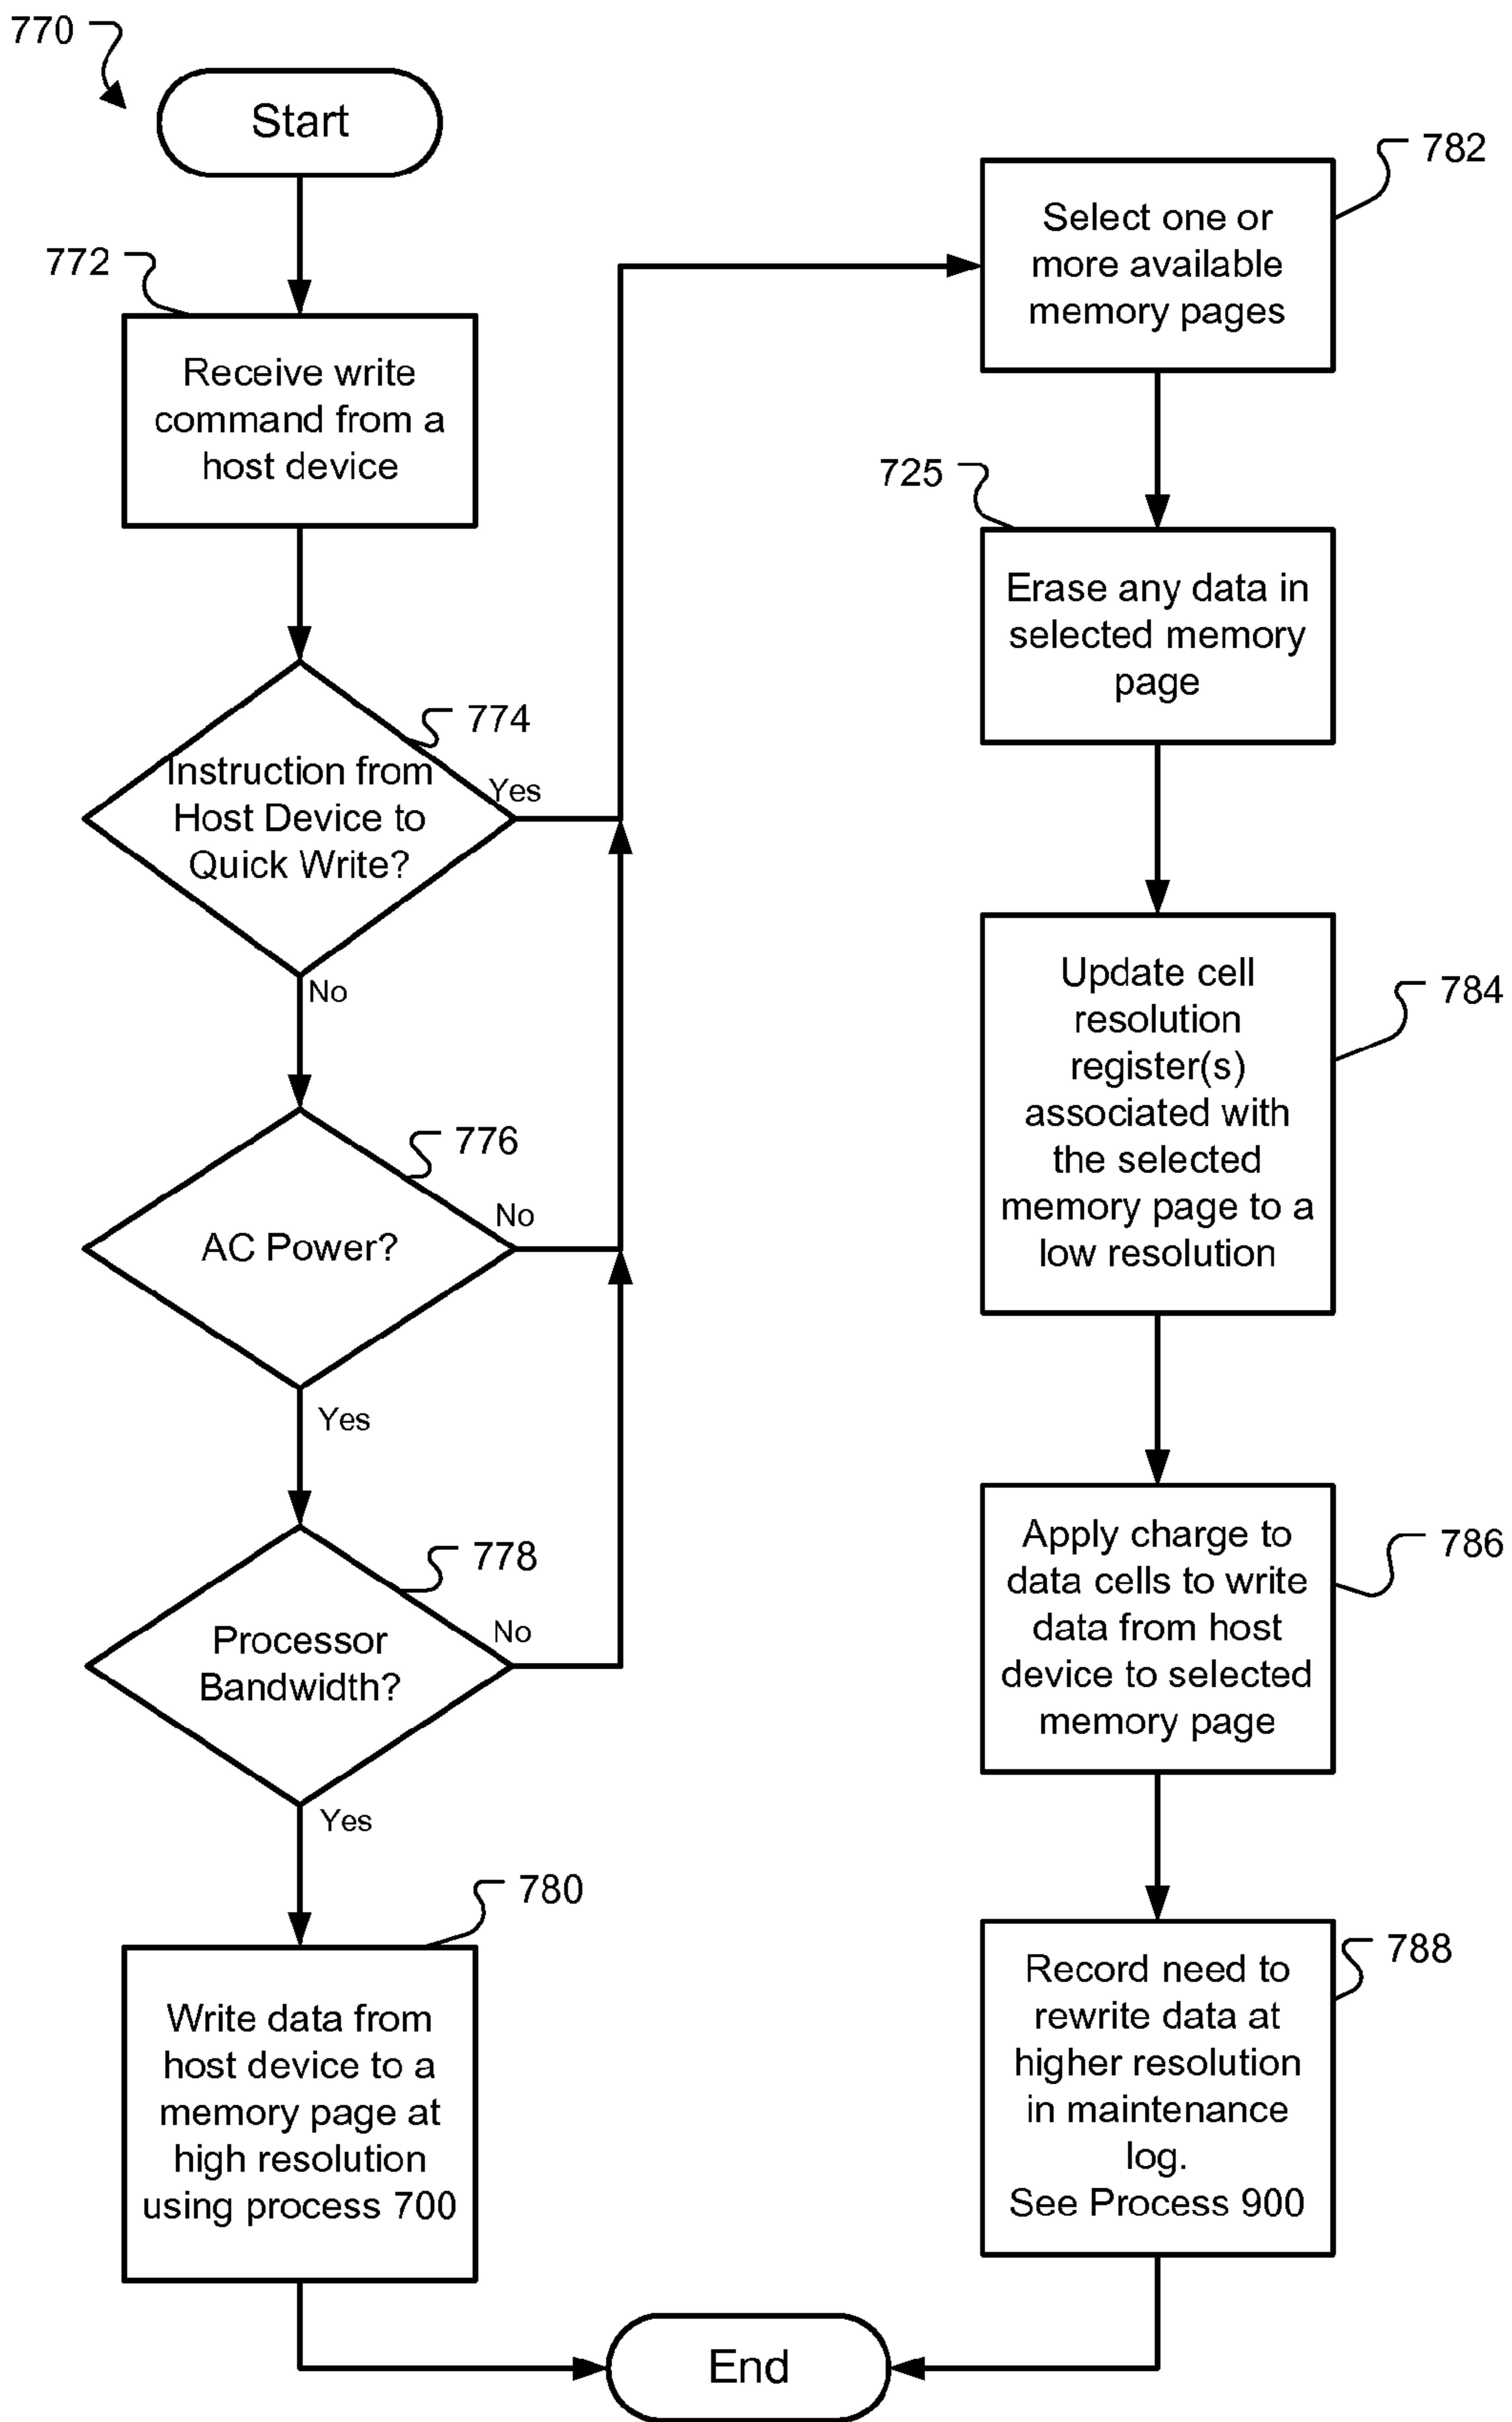 770
Start
772
Receive write
command from a
host device
774
Instruction from
Host Device to
Quick Write?
Yes
No
776
AC Power?
No
Yes
778
Processor
Bandwidth?
No
Yes
780
Write data from
host device to a
memory page at
high resolution
using process 700
782
Select one or
more available
memory pages
725
Erase any data in
selected memory
page
784
Update cell
resolution
register(s)
associated with
the selected
memory page to a
low resolution
786
Apply charge to
data cells to write
data from host
device to selected
memory page
788
Record need to
rewrite data at
higher resolution
in maintenance
log.
See Process 900
End